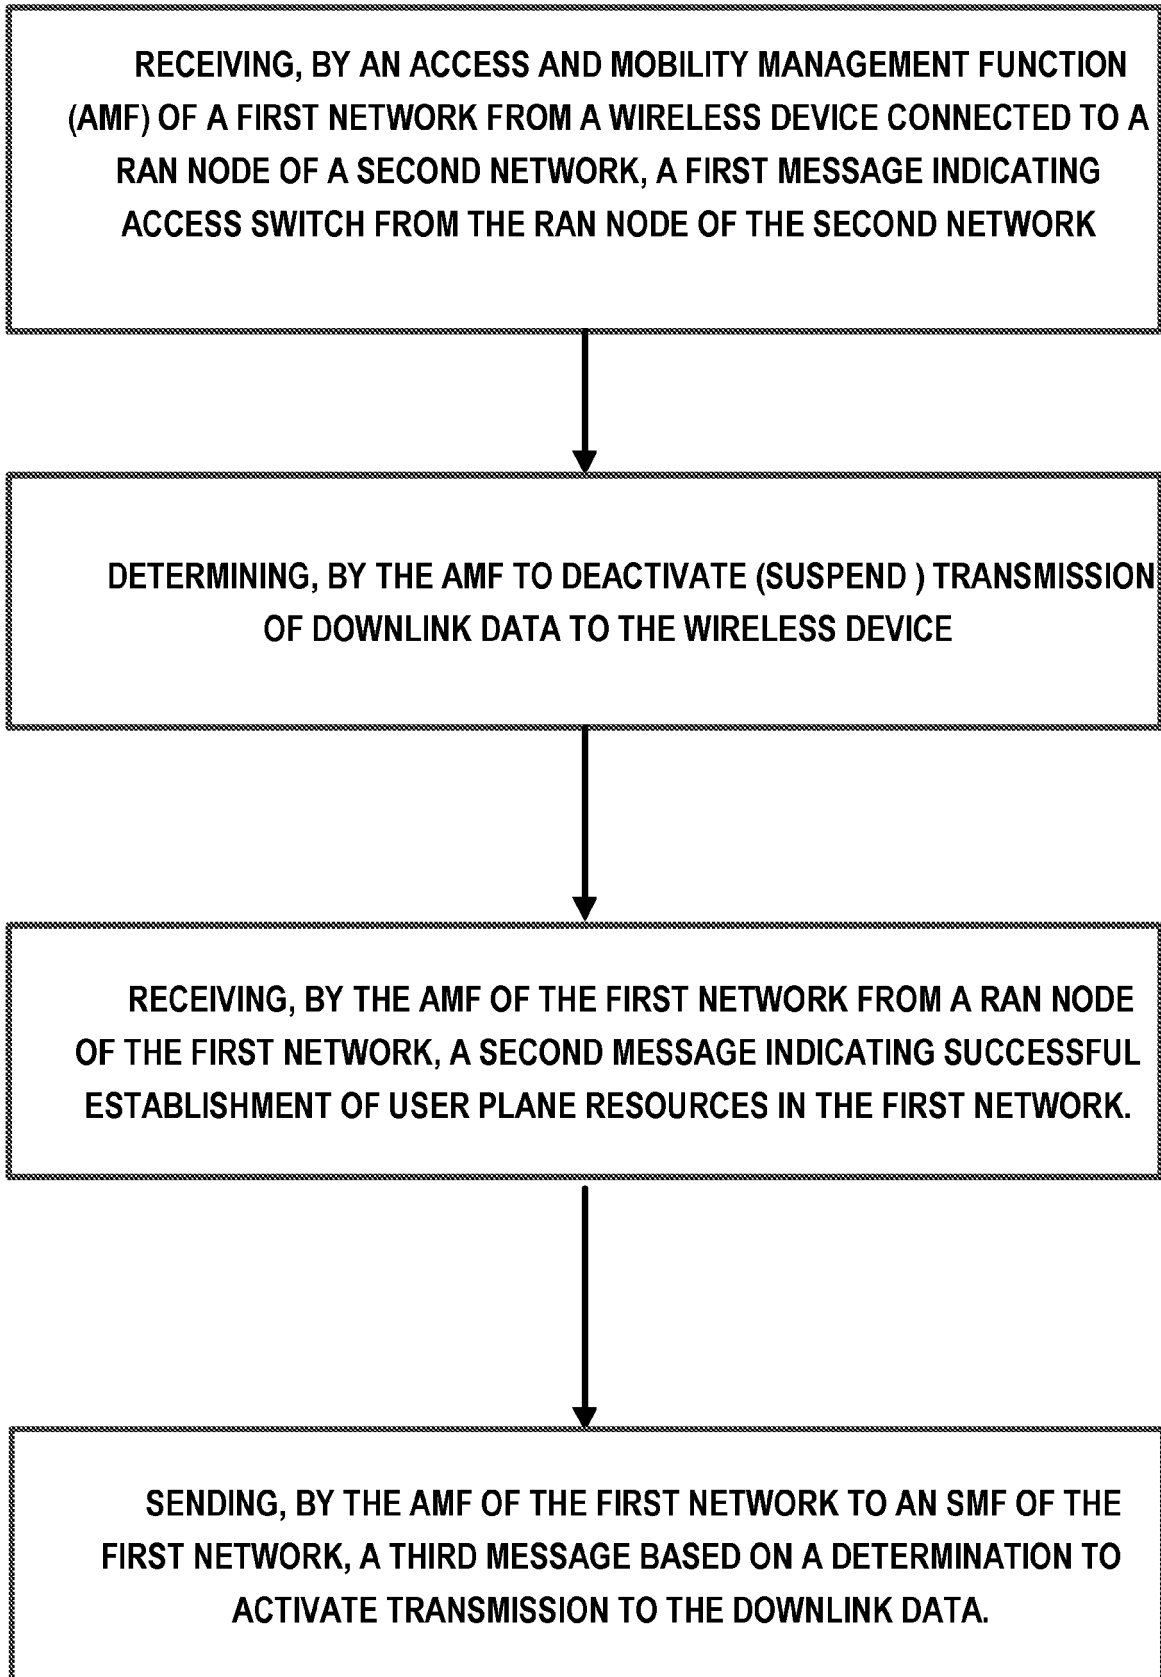 RECEIVING, BY AN ACCESS AND MOBILITY MANAGEMENT FUNCTION
(AMF) OF A FIRST NETWORK FROM A WIRELESS DEVICE CONNECTED TO A
RAN NODE OF A SECOND NETWORK, A FIRST MESSAGE INDICATING
ACCESS SWITCH FROM THE RAN NODE OF THE SECOND NETWORK
DETERMINING, BY THE AMF TO DEACTIVATE (SUSPEND ) TRANSMISSION
OF DOWNLINK DATA TO THE WIRELESS DEVICE
RECEIVING, BY THE AMF OF THE FIRST NETWORK FROM A RAN NODE
OF THE FIRST NETWORK, A SECOND MESSAGE INDICATING SUCCESSFUL
ESTABLISHMENT OF USER PLANE RESOURCES IN THE FIRST NETWORK.
SENDING, BY THE AMF OF THE FIRST NETWORK TO AN SMF OF THE
FIRST NETWORK, A THIRD MESSAGE BASED ON A DETERMINATION TO
ACTIVATE TRANSMISSION TO THE DOWNLINK DATA.